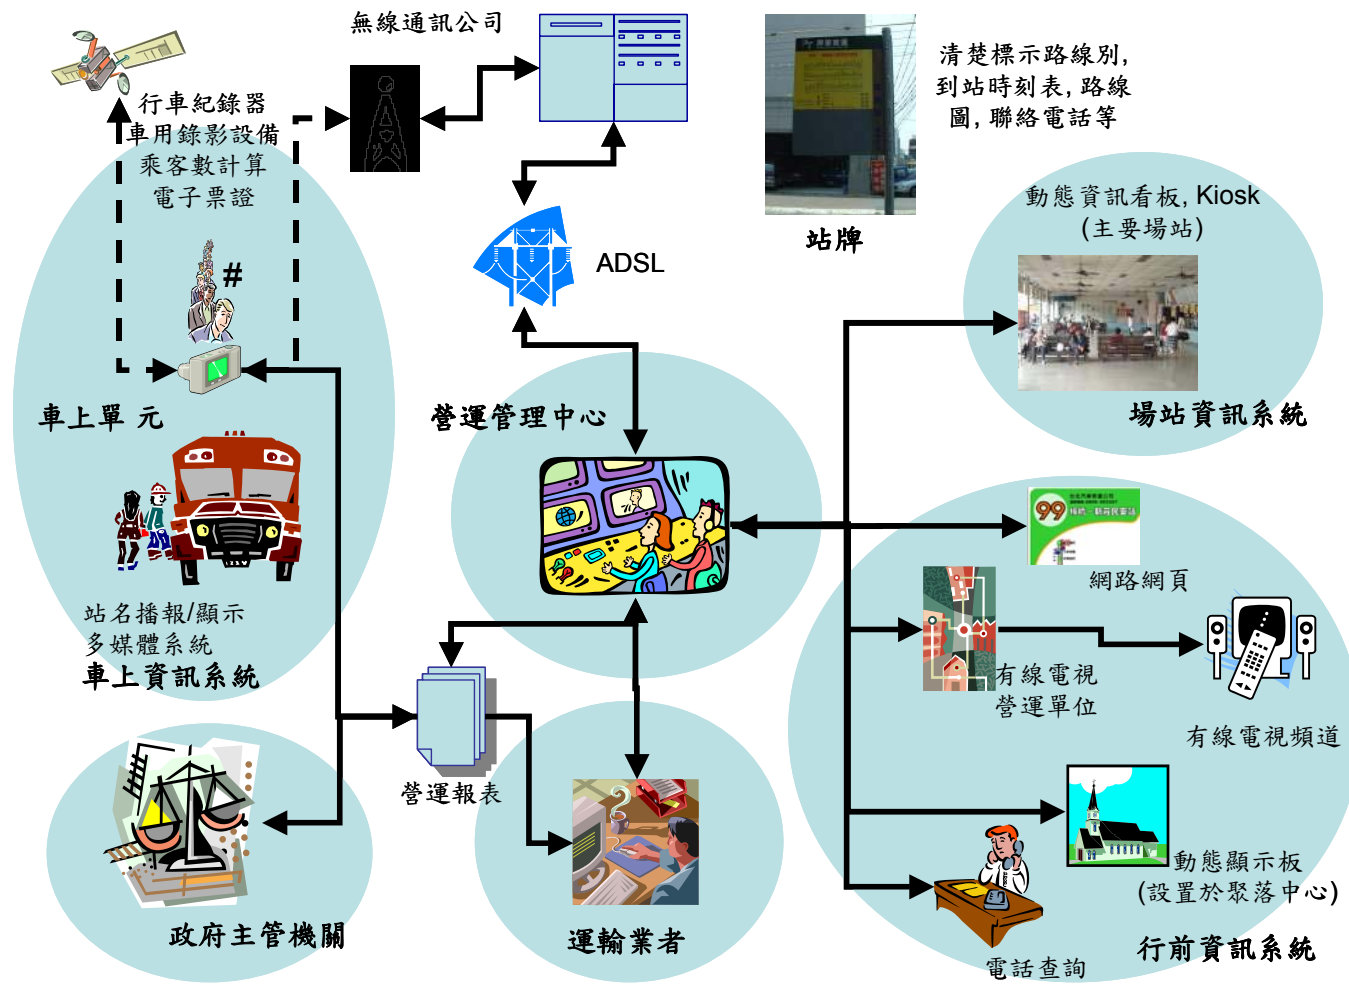 無線通訊公司
清楚標示路線別,
到站時刻表, 路線
圖, 聯絡電話等
行車紀錄器
車用錄影設備
乘客數計算
電子票證
#
站牌
ADSL
動態資訊看板, Kiosk
(主要場站)
場站資訊系統
車上單 元
營運管理中心
99
網路網頁
站名播報/顯示
多媒體系統
車上資訊系統
有線電視
營運單位
有線電視頻道
營運報表
動態顯示板
(設置於聚落中心)
政府主管機關
運輸業者
電話查詢
行前資訊系統